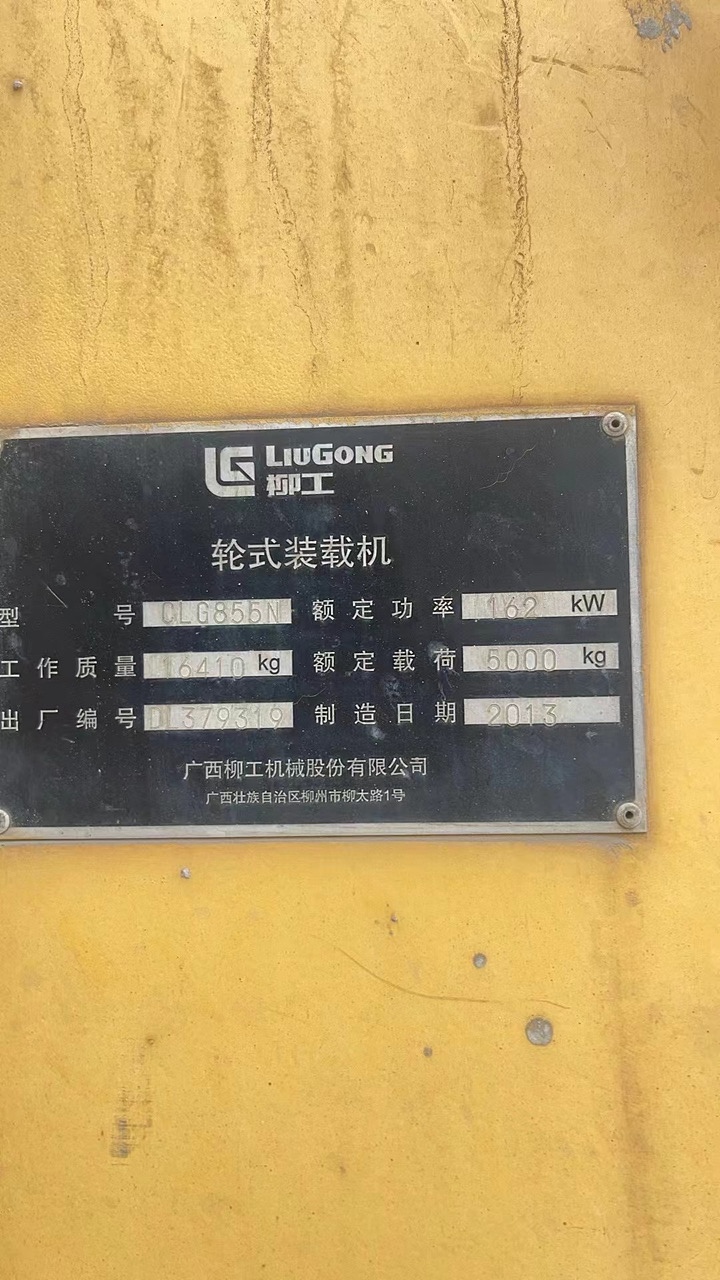 LIUGONG
柳工
轮式装载机
型号 CLG855N 额定功率 162 kW
工作质量 16410 kg 额定载荷 5000 kg
出厂编号 DL379319 制造日期 2013
广西柳工机械股份有限公司
广西壮族自治区柳州市柳太路1号